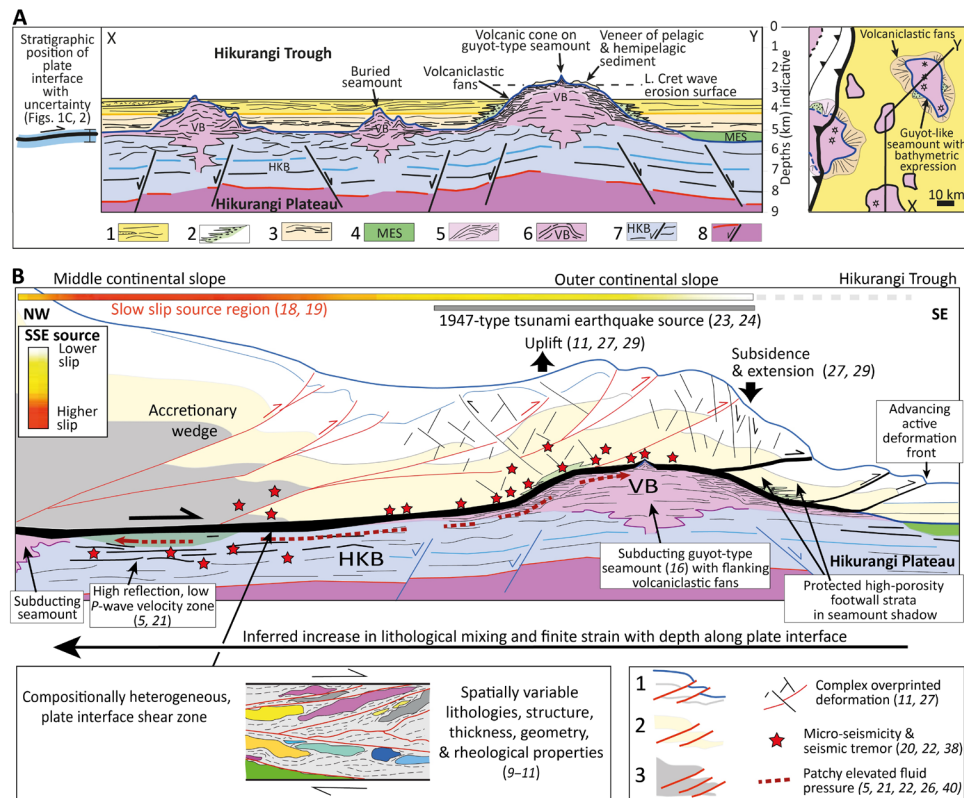 A
Stratigraphic
position of
plate
interface
with
uncertainty
(Figs. 1C, 2)
X
Hikurangi Trough
Buried
seamount
Volcanic cone on
guyot-type seamount
Volcaniclastic
fans
Veneer of pelagic
& hemipelagic
sediment
L. Cret wave
erosion surface
Y
VB
VB
VB
MES
HKB
Hikurangi Plateau
0
1
2
3
4
5
6
7
8
9
Depths (km) indicative
Volcaniclastic fans
Y
Guyot-like
seamount with
bathymetric
expression
X
10 km
1
2
3
4 MES
5
6 VB
7 HKB
8
B
Middle continental slope
Outer continental slope
Hikurangi Trough
NW
Slow slip source region (18, 19)
1947-type tsunami earthquake source (23, 24)
SE
SSE source
Lower
slip
Higher
slip
Uplift (11, 27, 29)
Subsidence
& extension (27, 29)
Accretionary
wedge
Advancing
active
deformation
front
VB
HKB
Hikurangi Plateau
Subducting
seamount
High reflection, low
P-wave velocity zone
(5, 21)
Subducting guyot-type
seamount (16) with flanking
volcaniclastic fans
Protected high-porosity
footwall strata
in seamount shadow
Inferred increase in lithological mixing and finite strain with depth along plate interface
Compositionally heterogeneous,
plate interface shear zone
Spatially variable
lithologies, structure,
thickness, geometry,
& rheological properties
(9–11)
1
2
3
Complex overprinted
deformation (11, 27)
Micro-seismicity &
seismic tremor (20, 22, 38)
Patchy elevated fluid
pressure (5, 21, 22, 26, 40)